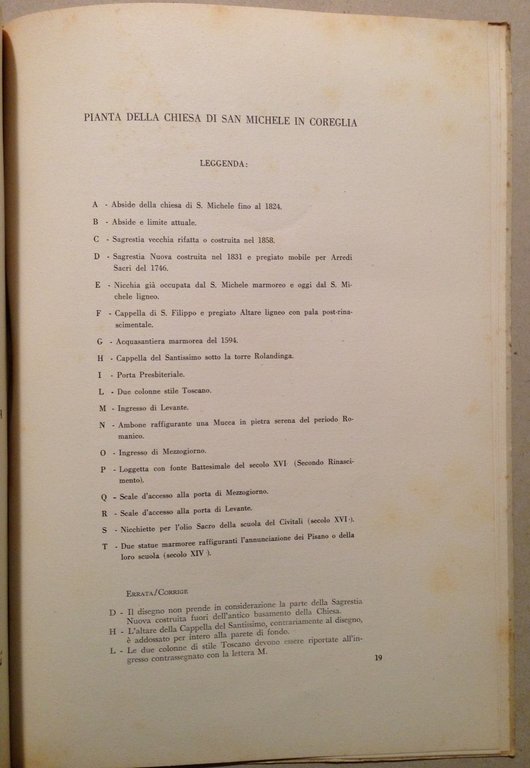 PIANTA DELLA CHIESA DI SAN MICHELE IN COREGLIA
LEGGENDA:
A - Abside della chiesa di S. Michele fino al 1824.
B - Abside e limite attuale.
C - Sagrestia vecchia rifatta o costruita nel 1858.
D - Sagrestia Nuova costruita nel 1831 e pregiato mobile per Arredi
Sacri del 1746.
E - Nicchia già occupata dal S. Michele marmoreo e oggi dal S. Mi-
chele ligneo.
F - Cappella di S. Filippo e pregiato Altare ligneo con pala post-rina-
scimentale.
G - Acquasantiera marmorea del 1594.
H - Cappella del Santissimo sotto la torre Rolandinga.
I - Porta Presbiteriale.
L - Due colonne stile Toscano.
M - Ingresso di Levante.
N - Ambone raffigurante una Mucca in pietra serena del periodo Ro-
manico.
O - Ingresso di Mezzogiorno.
P - Loggetta con fonte Battesimale del secolo XVI (Secondo Rinasci-
mento).
Q - Scale d'accesso alla porta di Mezzogiorno.
R - Scale d'accesso alla porta di Levante.
S - Nicchietto per l'olio Sacro della scuola del Civitali (secolo XVI).
T - Due statue marmoree raffiguranti l'annunciazione dei Pisano o della
loro scuola (secolo XIV).
ERRATA/CORRIGE
D - Il disegno non prende in considerazione la parte della Sagrestia
Nuova costruita fuori dell'antico basamento della Chiesa.
H - L'altare della Cappella del Santissimo, contrariamente al disegno,
è addossato per intero alla parete di fondo.
L - Le due colonne di stile Toscano devono essere riportate all'in-
gresso contrassegnato con la lettera M.
19